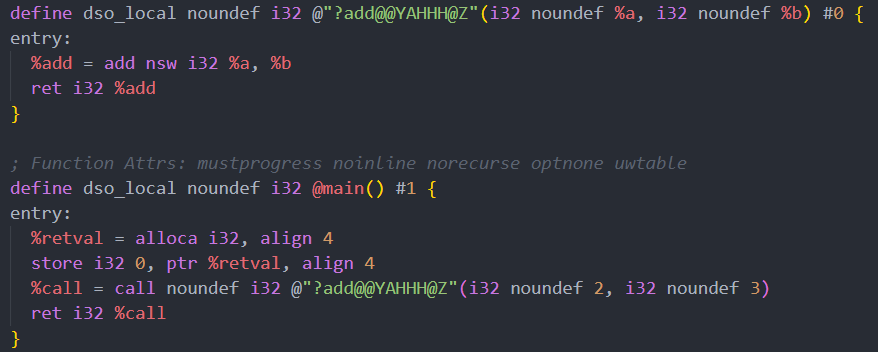 define dso_local noundef i32 @"?add@@YAHHH@Z"(i32 noundef %a, i32 noundef %b) #0 {
entry:
  %add = add nsw i32 %a, %b
  ret i32 %add
}

; Function Attrs: mustprogress noinline norecurse optnone uwtable
define dso_local noundef i32 @main() #1 {
entry:
  %retval = alloca i32, align 4
  store i32 0, ptr %retval, align 4
  %call = call noundef i32 @"?add@@YAHHH@Z"(i32 noundef 2, i32 noundef 3)
  ret i32 %call
}